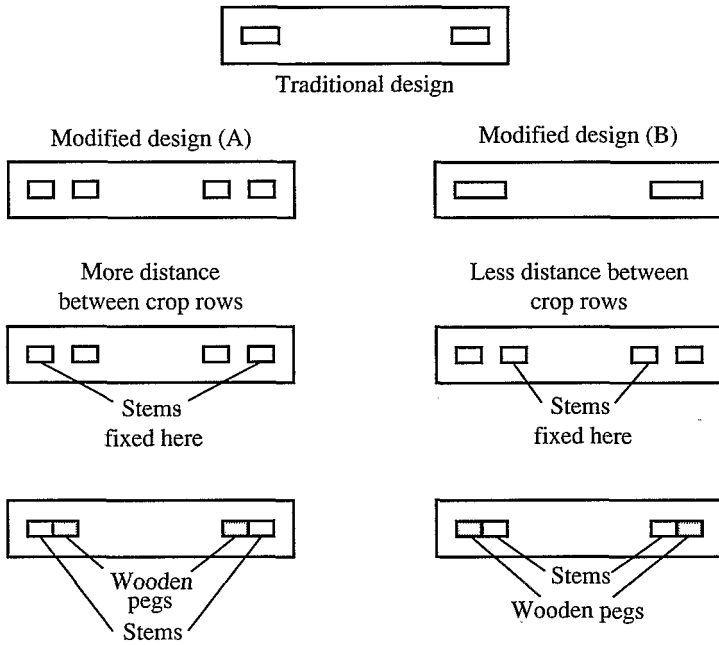 Traditional design
Modified design (A)
Modified design (B)
More distance
between crop rows
Less distance between
crop rows
Stems
fixed here
Stems
fixed here
Wooden
pegs
Stems
Stems
Wooden pegs